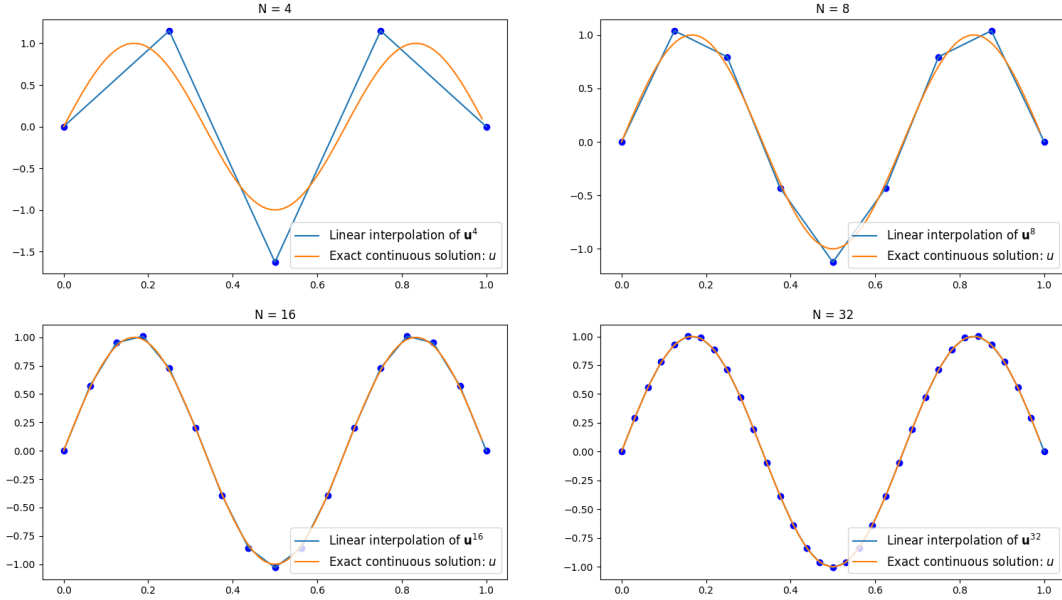 N = 4
1.0
0.5
0.0
−0.5
−1.0
−1.5
Linear interpolation of u⁴
Exact continuous solution: u
0.0 0.2 0.4 0.6 0.8 1.0
N = 8
1.0
0.5
0.0
−0.5
−1.0
Linear interpolation of u⁸
Exact continuous solution: u
0.0 0.2 0.4 0.6 0.8 1.0
N = 16
1.00
0.75
0.50
0.25
0.00
−0.25
−0.50
−0.75
−1.00
Linear interpolation of u¹⁶
Exact continuous solution: u
0.0 0.2 0.4 0.6 0.8 1.0
N = 32
1.00
0.75
0.50
0.25
0.00
−0.25
−0.50
−0.75
−1.00
Linear interpolation of u³²
Exact continuous solution: u
0.0 0.2 0.4 0.6 0.8 1.0